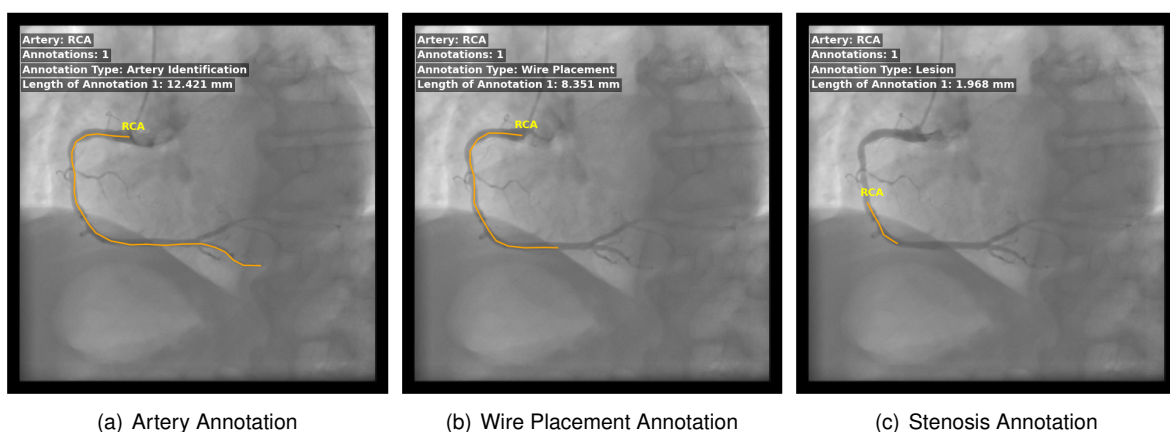 Artery: RCA
Annotations: 1
Annotation Type: Artery Identification
Length of Annotation 1: 12.421 mm
RCA
(a) Artery Annotation
Artery: RCA
Annotations: 1
Annotation Type: Wire Placement
Length of Annotation 1: 8.351 mm
RCA
(b) Wire Placement Annotation
Artery: RCA
Annotations: 1
Annotation Type: Lesion
Length of Annotation 1: 1.968 mm
RCA
(c) Stenosis Annotation